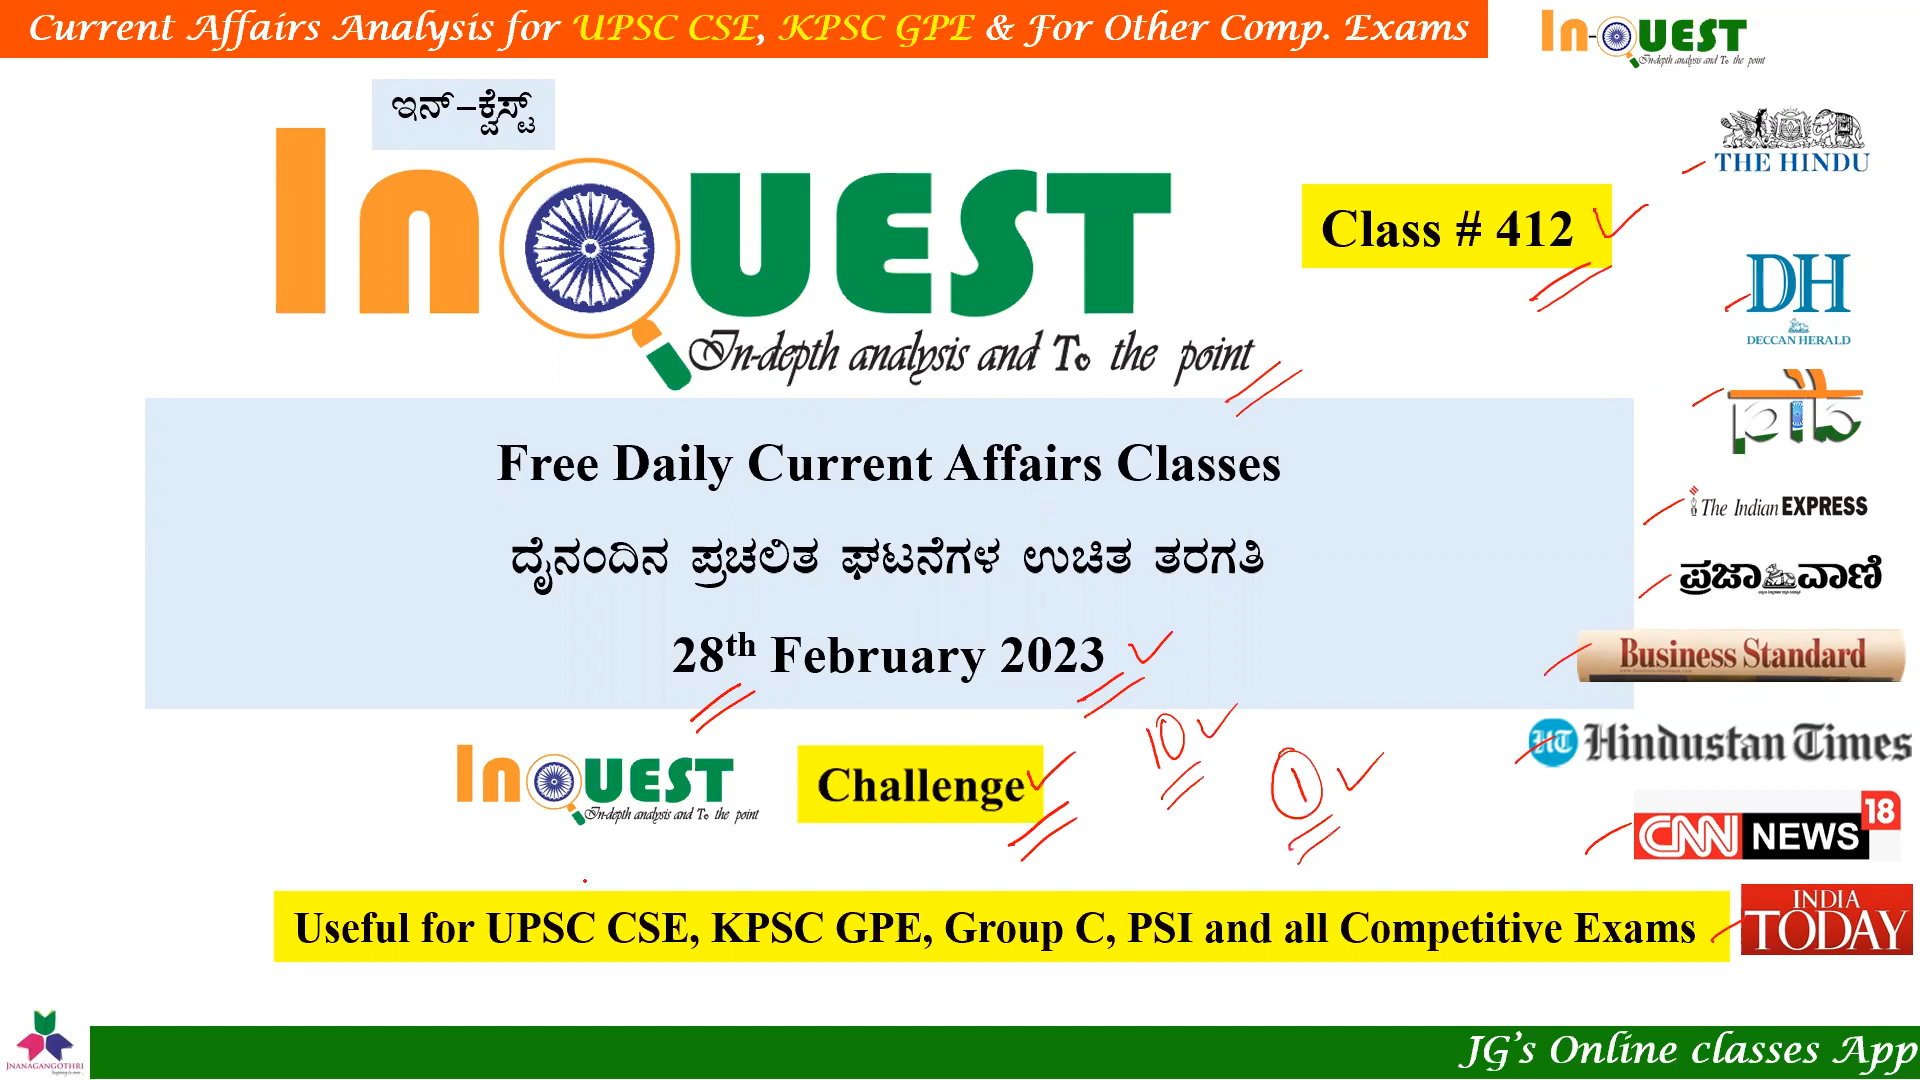 Current Affairs Analysis for UPSC CSE, KPSC GPE & For Other Comp. Exams
In-QUEST
In-depth analysis and To the point
ಇನ್-ಕ್ವೆಸ್ಟ್
InQUEST
In-depth analysis and To the point
Class # 412
THE HINDU
DH
DECCAN HERALD
pib
The Indian EXPRESS
ಪ್ರಜಾವಾಣಿ
Business Standard
HT Hindustan Times
CNN NEWS 18
INDIA
TODAY
Free Daily Current Affairs Classes
ದೈನಂದಿನ ಪ್ರಚಲಿತ ಘಟನೆಗಳ ಉಚಿತ ತರಗತಿ
28th February 2023
10
1
InQUEST
In-depth analysis and To the point
Challenge
Useful for UPSC CSE, KPSC GPE, Group C, PSI and all Competitive Exams
JNANAGANGOTHRI
JG's Online classes App